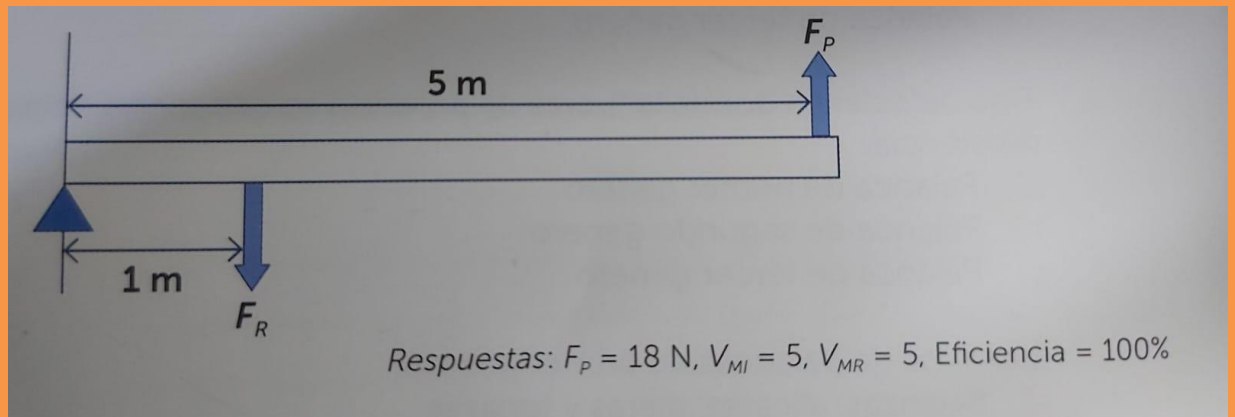 F_P
5 m
1 m
F_R
Respuestas: F_P = 18 N, V_MI = 5, V_MR = 5, Eficiencia = 100%